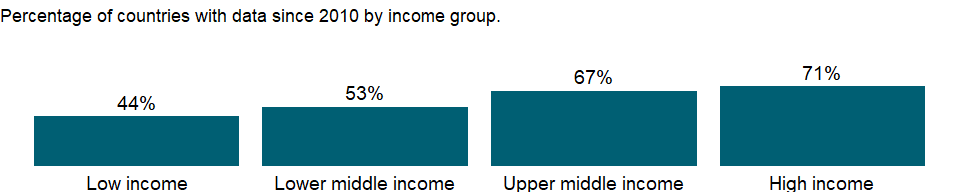 Percentage of countries with data since 2010 by income group.
44%
53%
67%
71%
Low income
Lower middle income
Upper middle income
High income